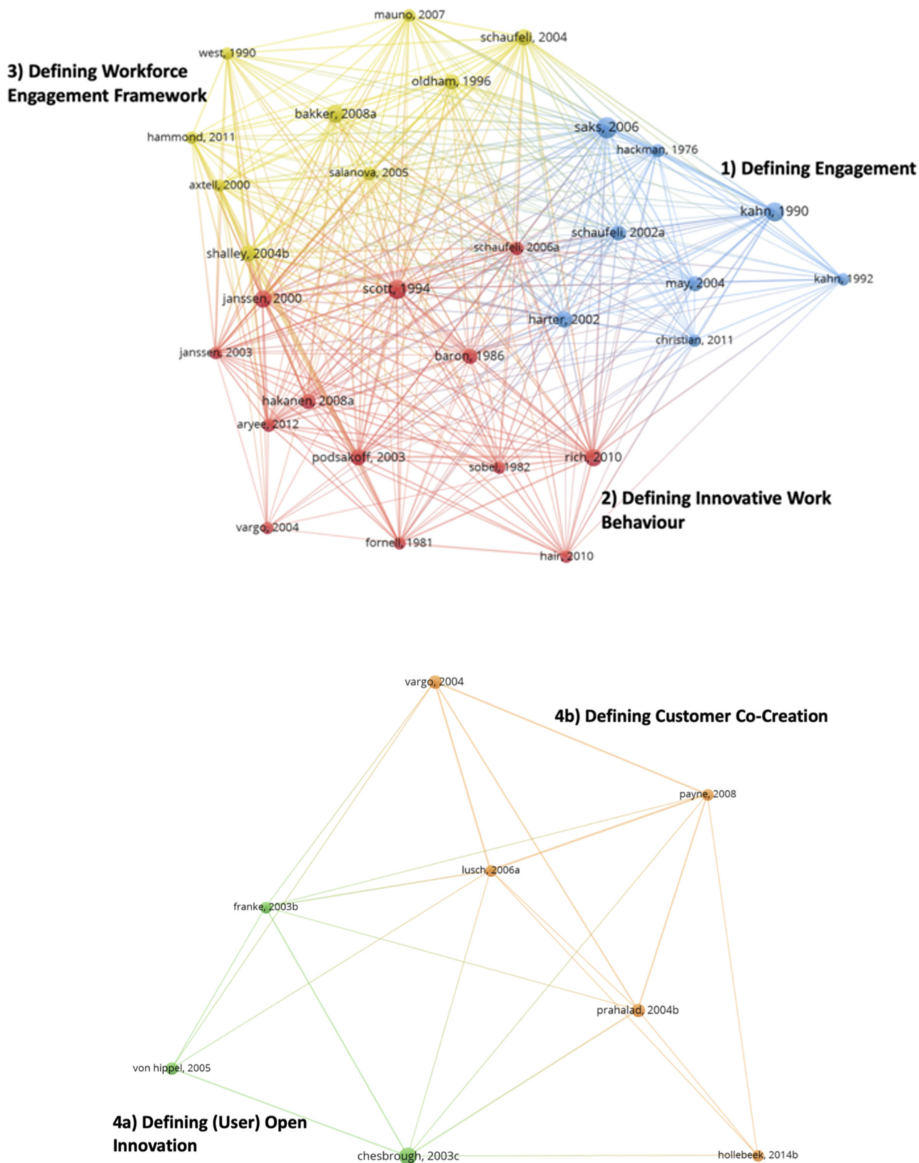 mauno, 2007
schaufeli, 2004
west, 1990
3) Defining Workforce
Engagement Framework
oldham, 1996
bakker, 2008a
saks, 2006
hammond, 2011
hackman, 1976
salanova, 2005
1) Defining Engagement
axtell, 2000
kahn, 1990
schaufeli, 2002a
schaufeli, 2006a
shalley, 2004b
kahn, 1992
may, 2004
scott, 1994
janssen, 2000
harter, 2002
christian, 2011
janssen, 2003
baron, 1986
hakanen, 2008a
aryee, 2012
podsakoff, 2003
rich, 2010
sobel, 1982
2) Defining Innovative Work
Behaviour
vargo, 2004
fornell, 1981
hair, 2010
vargo, 2004
4b) Defining Customer Co-Creation
payne, 2008
lusch, 2006a
franke, 2003b
prahalad, 2004b
von hippel, 2005
4a) Defining (User) Open
Innovation
chesbrough, 2003c
hollebeek, 2014b